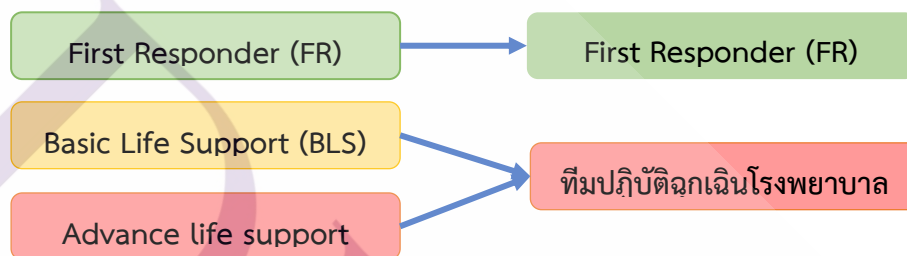 First Responder (FR)
First Responder (FR)
Basic Life Support (BLS)
ทีมปฏิบัติฉุกเฉินโรงพยาบาล
Advance life support